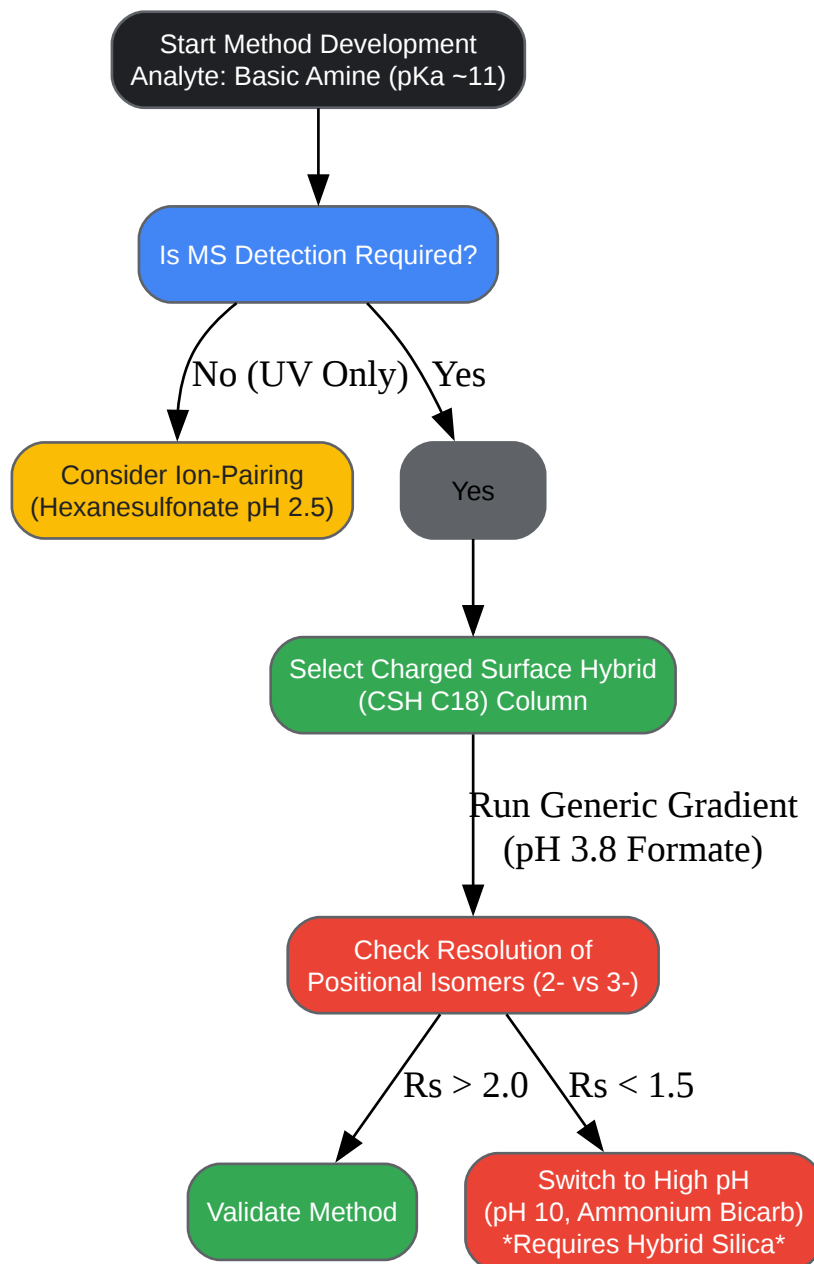 Start Method Development
Analyte: Basic Amine (pKa ~11)
Is MS Detection Required?
No (UV Only)
Yes
Consider Ion-Pairing
(Hexanesulfonate pH 2.5)
Yes
Select Charged Surface Hybrid
(CSH C18) Column
Run Generic Gradient
(pH 3.8 Formate)
Check Resolution of
Positional Isomers (2- vs 3-)
Rs > 2.0
Rs < 1.5
Validate Method
Switch to High pH
(pH 10, Ammonium Bicarb)
*Requires Hybrid Silica*